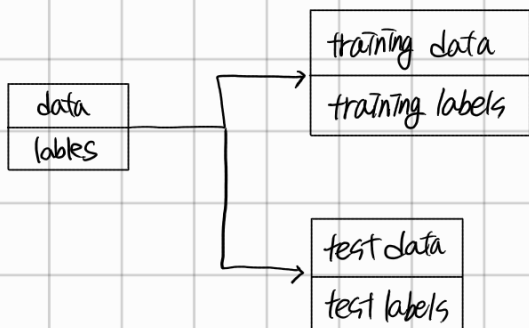 data
lables
training data
training labels
test data
test labels